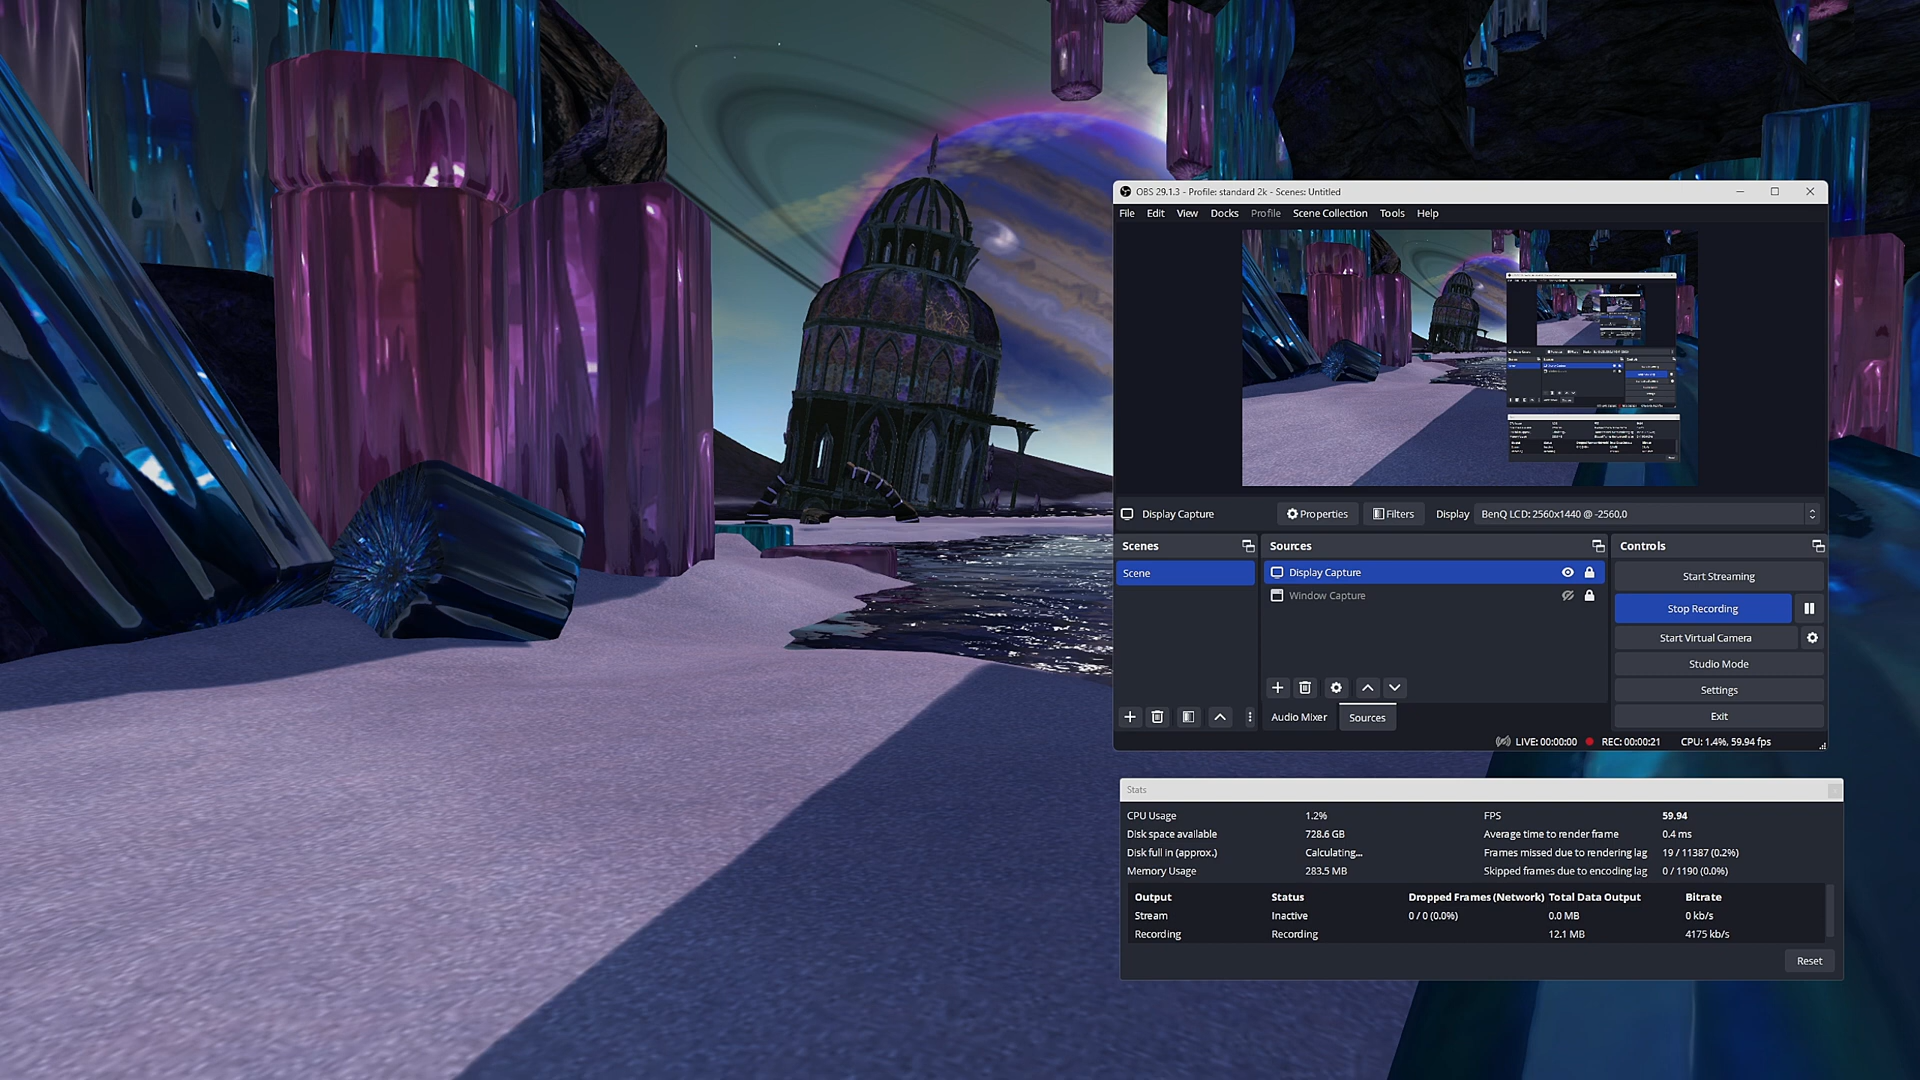 OBS 29.1.3 - Profile: standard 2k - Scenes: Untitled
File Edit View Docks Profile Scene Collection Tools Help
Display Capture Properties Filters Display BenQ LCD: 2560x1440 @ -2560,0
Scenes Sources Controls
Scene
Display Capture
Window Capture
Start Streaming
Stop Recording
Start Virtual Camera
Studio Mode
Settings
Exit
Audio Mixer Sources
LIVE: 00:00:00 REC: 00:00:21 CPU: 1.4%, 59.94 fps
Stats
CPU Usage 1.2% FPS 59.94
Disk space available 728.6 GB Average time to render frame 0.4 ms
Disk full in (approx.) Calculating... Frames missed due to rendering lag 19 / 11387 (0.2%)
Memory Usage 283.5 MB Skipped frames due to encoding lag 0 / 1190 (0.0%)
Output Status Dropped Frames (Network) Total Data Output Bitrate
Stream Inactive 0 / 0 (0.0%) 0.0 MB 0 kb/s
Recording Recording 12.1 MB 4175 kb/s
Reset